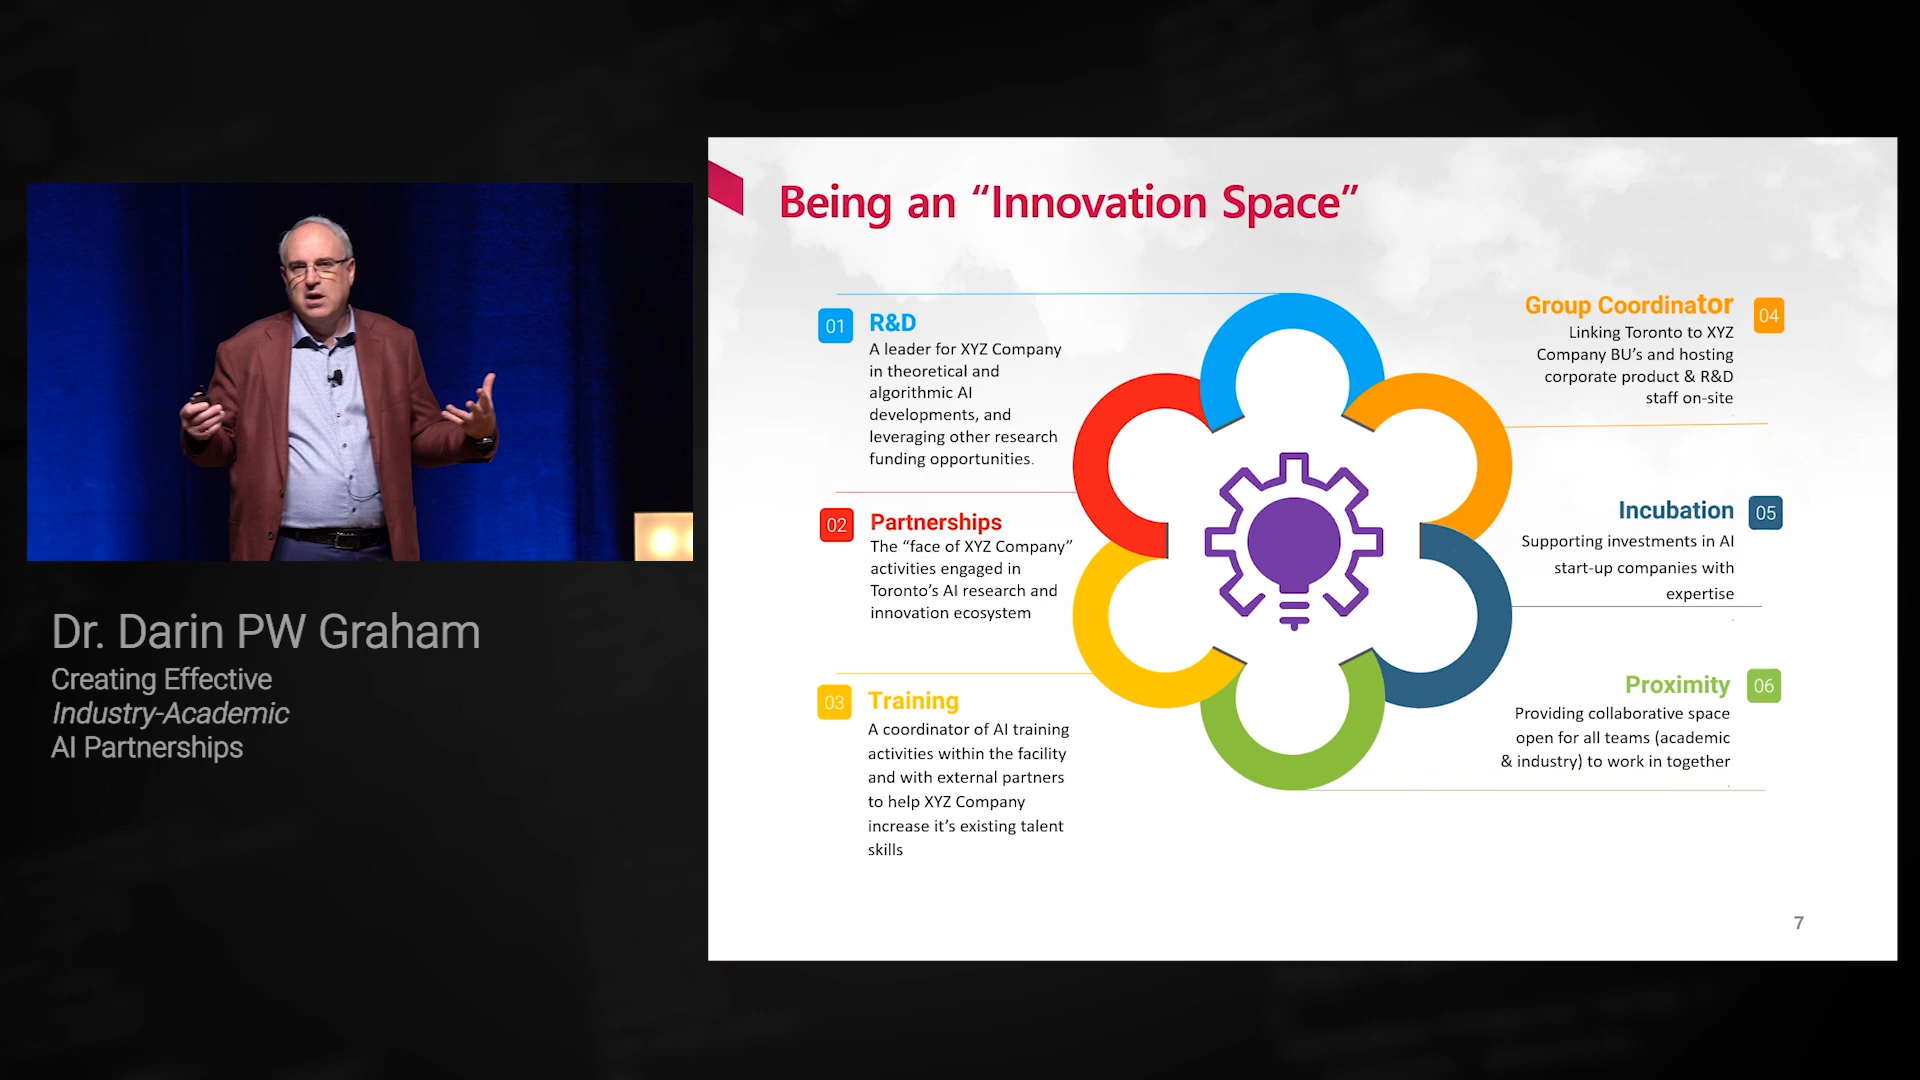 Being an “Innovation Space”
01
R&D
A leader for XYZ Company
in theoretical and
algorithmic AI
developments, and
leveraging other research
funding opportunities.
02
Partnerships
The “face of XYZ Company”
activities engaged in
Toronto’s AI research and
innovation ecosystem
03
Training
A coordinator of AI training
activities within the facility
and with external partners
to help XYZ Company
increase it’s existing talent
skills
Group Coordinator
04
Linking Toronto to XYZ
Company BU’s and hosting
corporate product & R&D
staff on-site
Incubation
05
Supporting investments in AI
start-up companies with
expertise
.
Proximity
06
Providing collaborative space
open for all teams (academic
& industry) to work in together
.
7
Dr. Darin PW Graham
Creating Effective
Industry-Academic
AI Partnerships